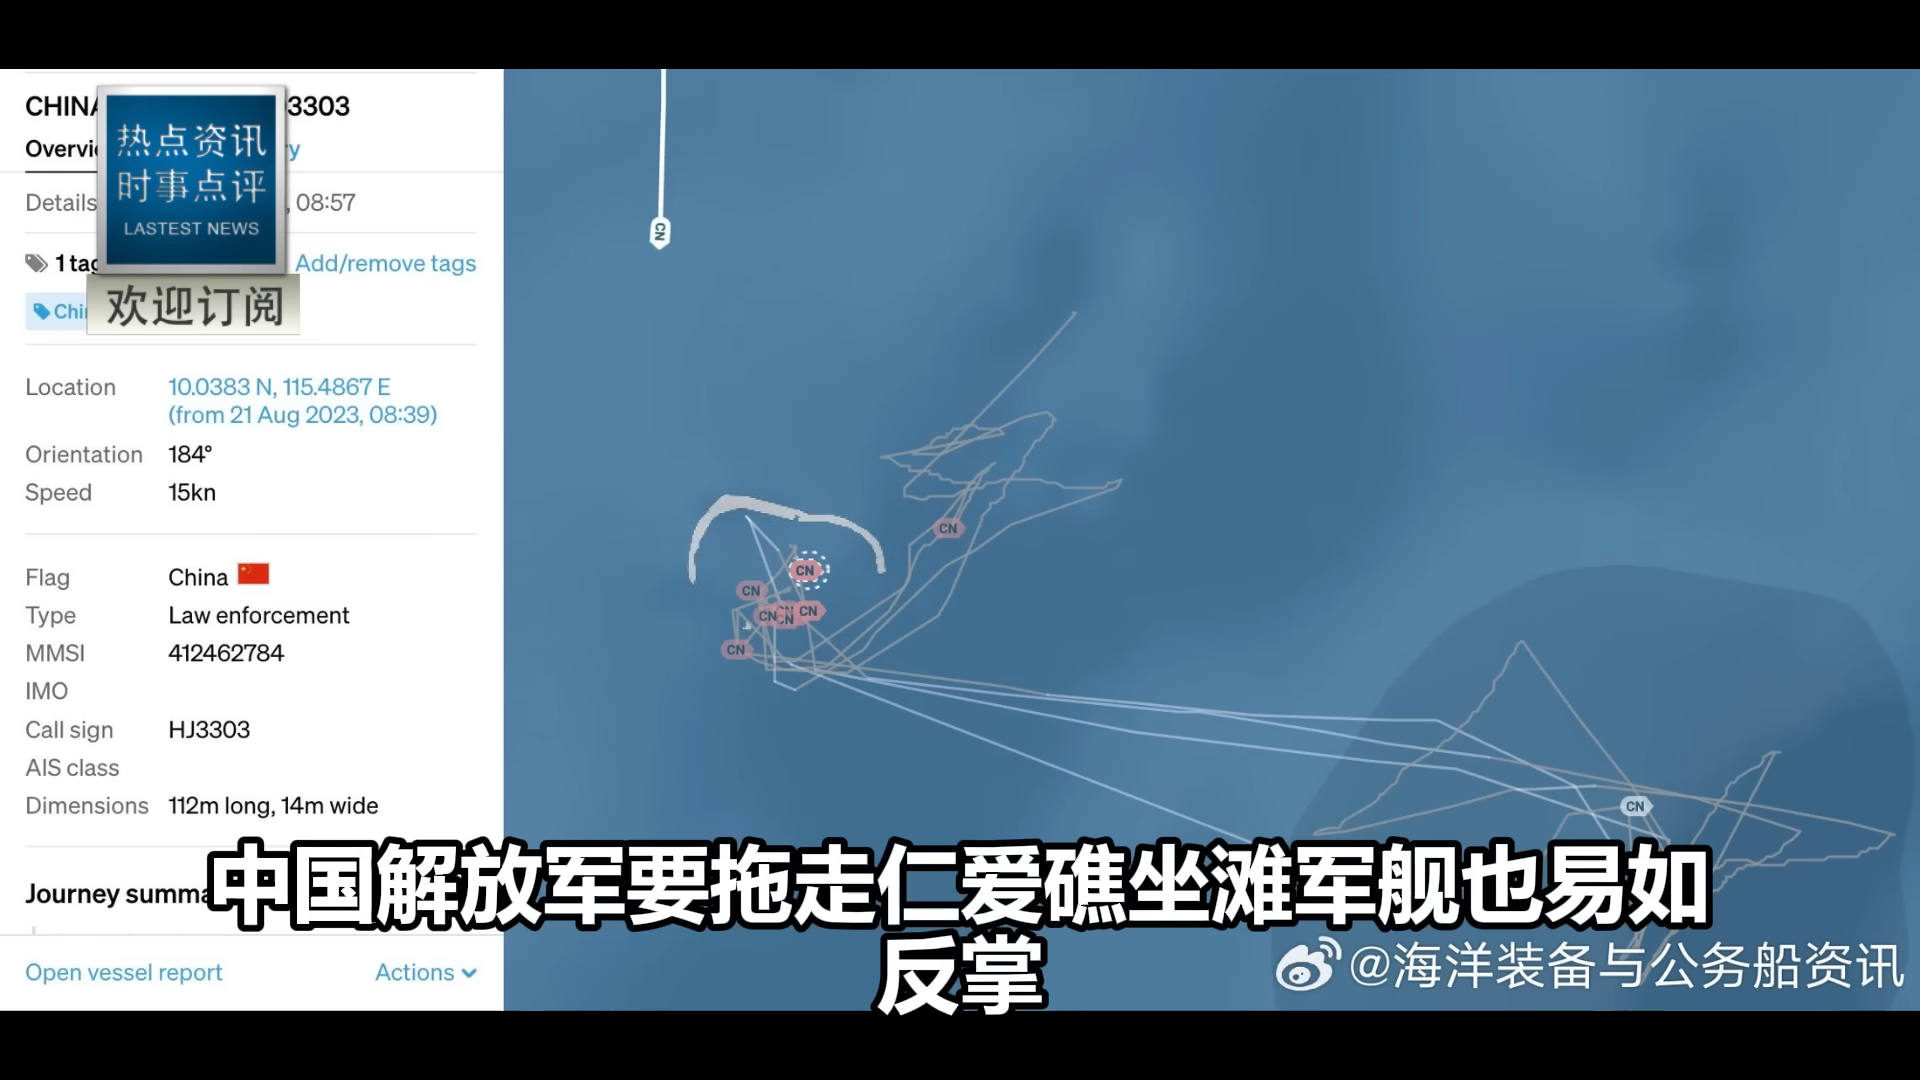 CHINA 3303
Overvi y
Details , 08:57
1 tag Add/remove tags
Chi
热点资讯
时事点评
LASTEST NEWS
欢迎订阅
Location 10.0383 N, 115.4867 E
(from 21 Aug 2023, 08:39)
Orientation 184°
Speed 15kn
Flag China
Type Law enforcement
MMSI 412462784
IMO
Call sign HJ3303
AIS class
Dimensions 112m long, 14m wide
Journey summa
Open vessel report Actions
CN
CN
CN
CN
CN
CN
CN
CN
CN
CN
中国解放军要拖走仁爱礁坐滩军舰也易如
反掌
@海洋装备与公务船资讯